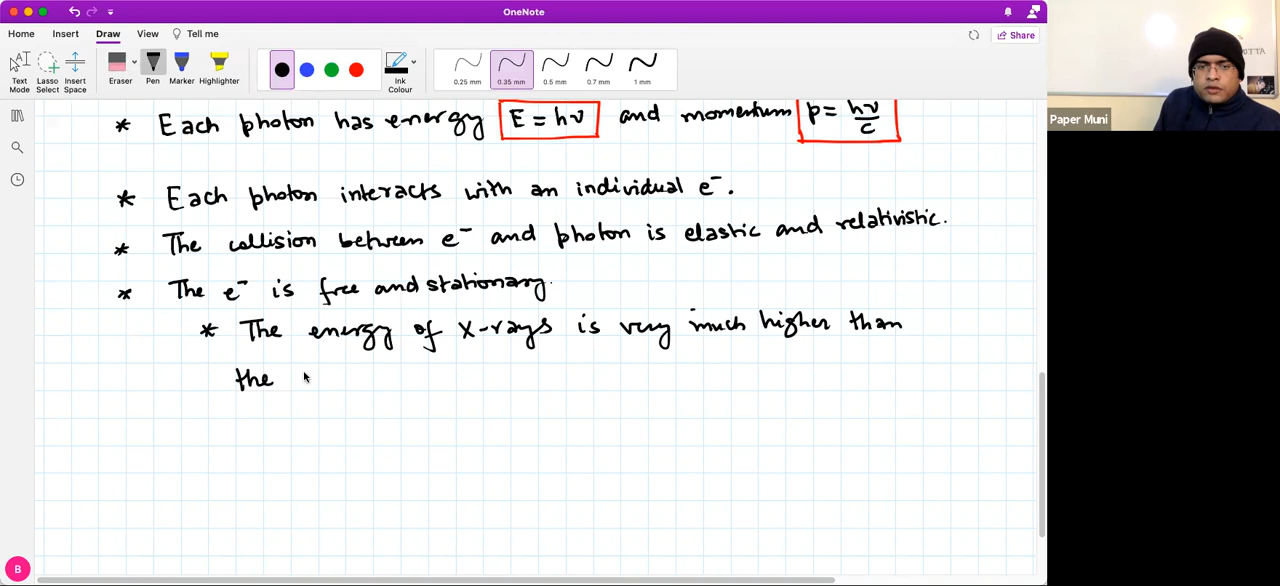 OneNote
Home Insert Draw View Tell me
Share
Text Mode Lasso Select Insert Space Eraser Pen Marker Highlighter Ink Colour 0.25 mm 0.35 mm 0.5 mm 0.7 mm 1 mm
* Each photon has energy E = hν and momentum p = hν/c
* Each photon interacts with an individual e⁻.
* The collision between e⁻ and photon is elastic and relativistic.
* The e⁻ is free and stationary.
* The energy of X-rays is very much higher than
the
B
Paper Muni